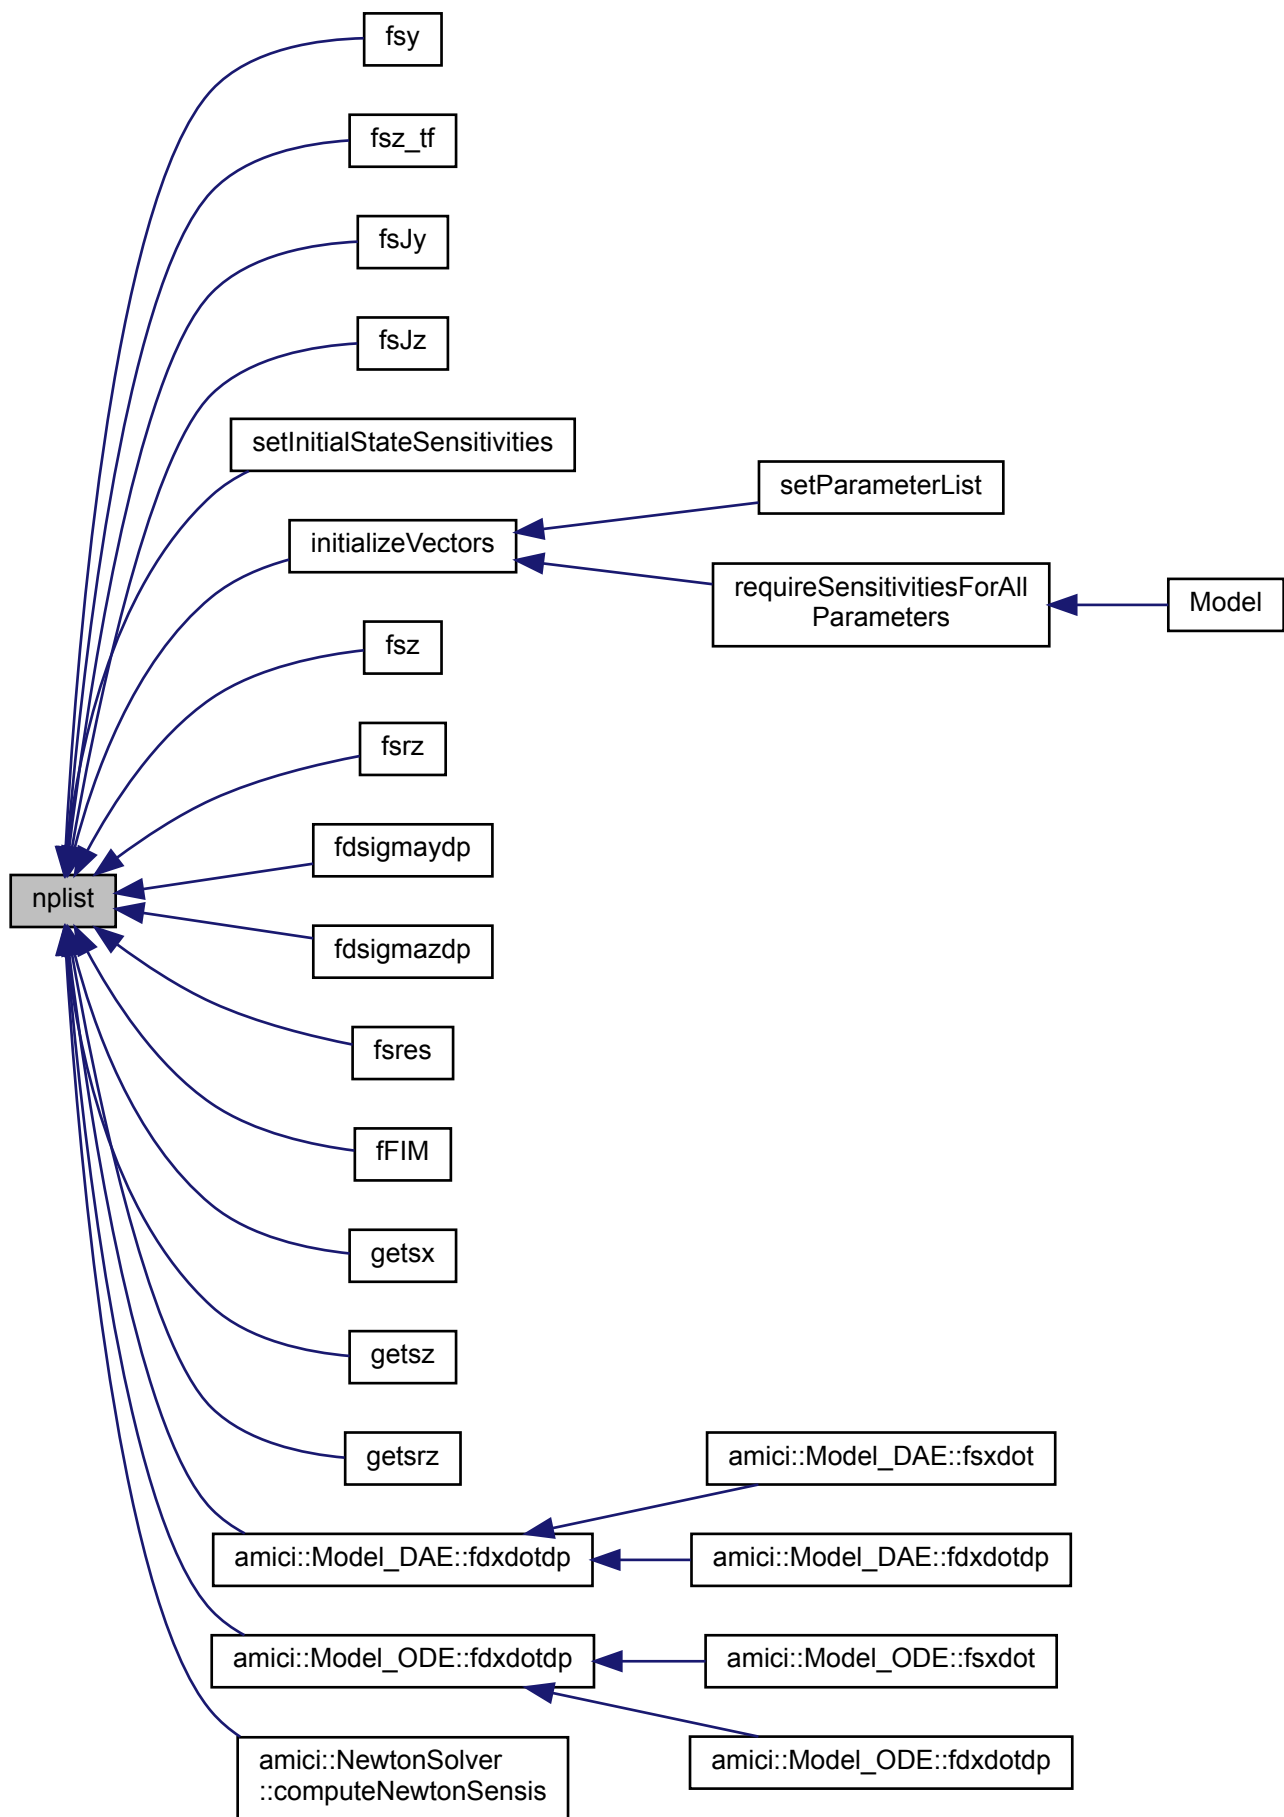 fsy
fsz_tf
fsJy
fsJz
setInitialStateSensitivities
setParameterList
initializeVectors
requireSensitivitiesForAll
Parameters
Model
fsz
fsrz
fdsigmaydp
nplist
fdsigmazdp
fsres
fFIM
getsx
getsz
getsrz
amici::Model_DAE::fsxdot
amici::Model_DAE::fdxdotdp
amici::Model_DAE::fdxdotdp
amici::Model_ODE::fdxdotdp
amici::Model_ODE::fsxdot
amici::Model_ODE::fdxdotdp
amici::NewtonSolver
::computeNewtonSensis